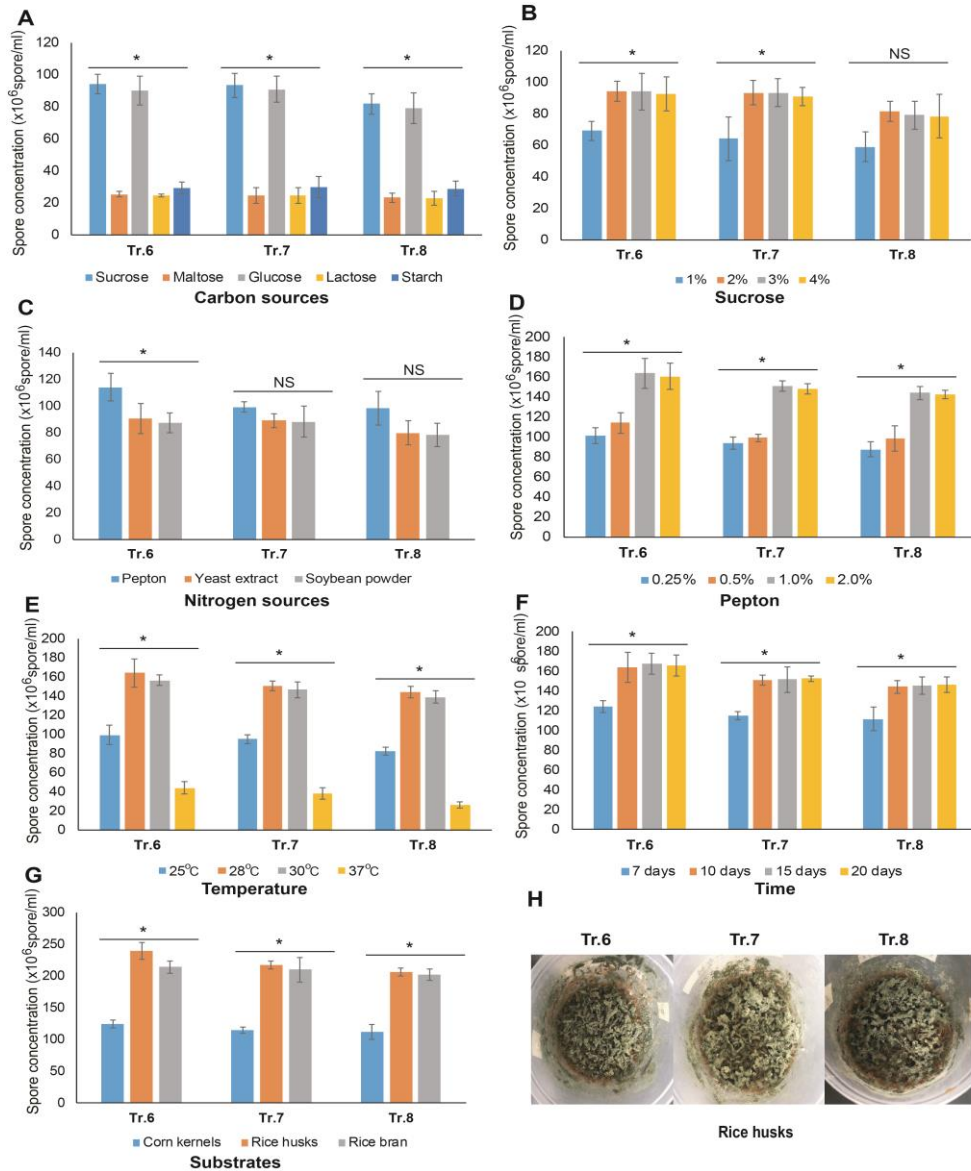 A
Spore concentration (x10⁶spore/ml)
120
100
80
60
40
20
0
* * *
Tr.6 Tr.7 Tr.8
Sucrose Maltose Glucose Lactose Starch
Carbon sources
B
Spore concentration (x10⁶spore/ml)
120
100
80
60
40
20
0
* * NS
Tr.6 Tr.7 Tr.8
1% 2% 3% 4%
Sucrose
C
Spore concentration (x10⁶spore/ml)
140
120
100
80
60
40
20
0
* NS NS
Tr.6 Tr.7 Tr.8
Pepton Yeast extract Soybean powder
Nitrogen sources
D
Spore concentration (x10⁶spore/ml)
200
180
160
140
120
100
80
60
40
20
0
* * *
Tr.6 Tr.7 Tr.8
0.25% 0.5% 1.0% 2.0%
Pepton
E
Spore concentration (x10⁶spore/ml)
200
180
160
140
120
100
80
60
40
20
0
* * *
Tr.6 Tr.7 Tr.8
25⁰C 28⁰C 30⁰C 37⁰C
Temperature
F
Spore concentration (x10⁶ spore/ml)
200
180
160
140
120
100
80
60
40
20
0
* * *
Tr.6 Tr.7 Tr.8
7 days 10 days 15 days 20 days
Time
G
Spore concentration (x10⁶spore/ml)
300
250
200
150
100
50
0
* * *
Tr.6 Tr.7 Tr.8
Corn kernels Rice husks Rice bran
Substrates
H
Tr.6 Tr.7 Tr.8
Rice husks